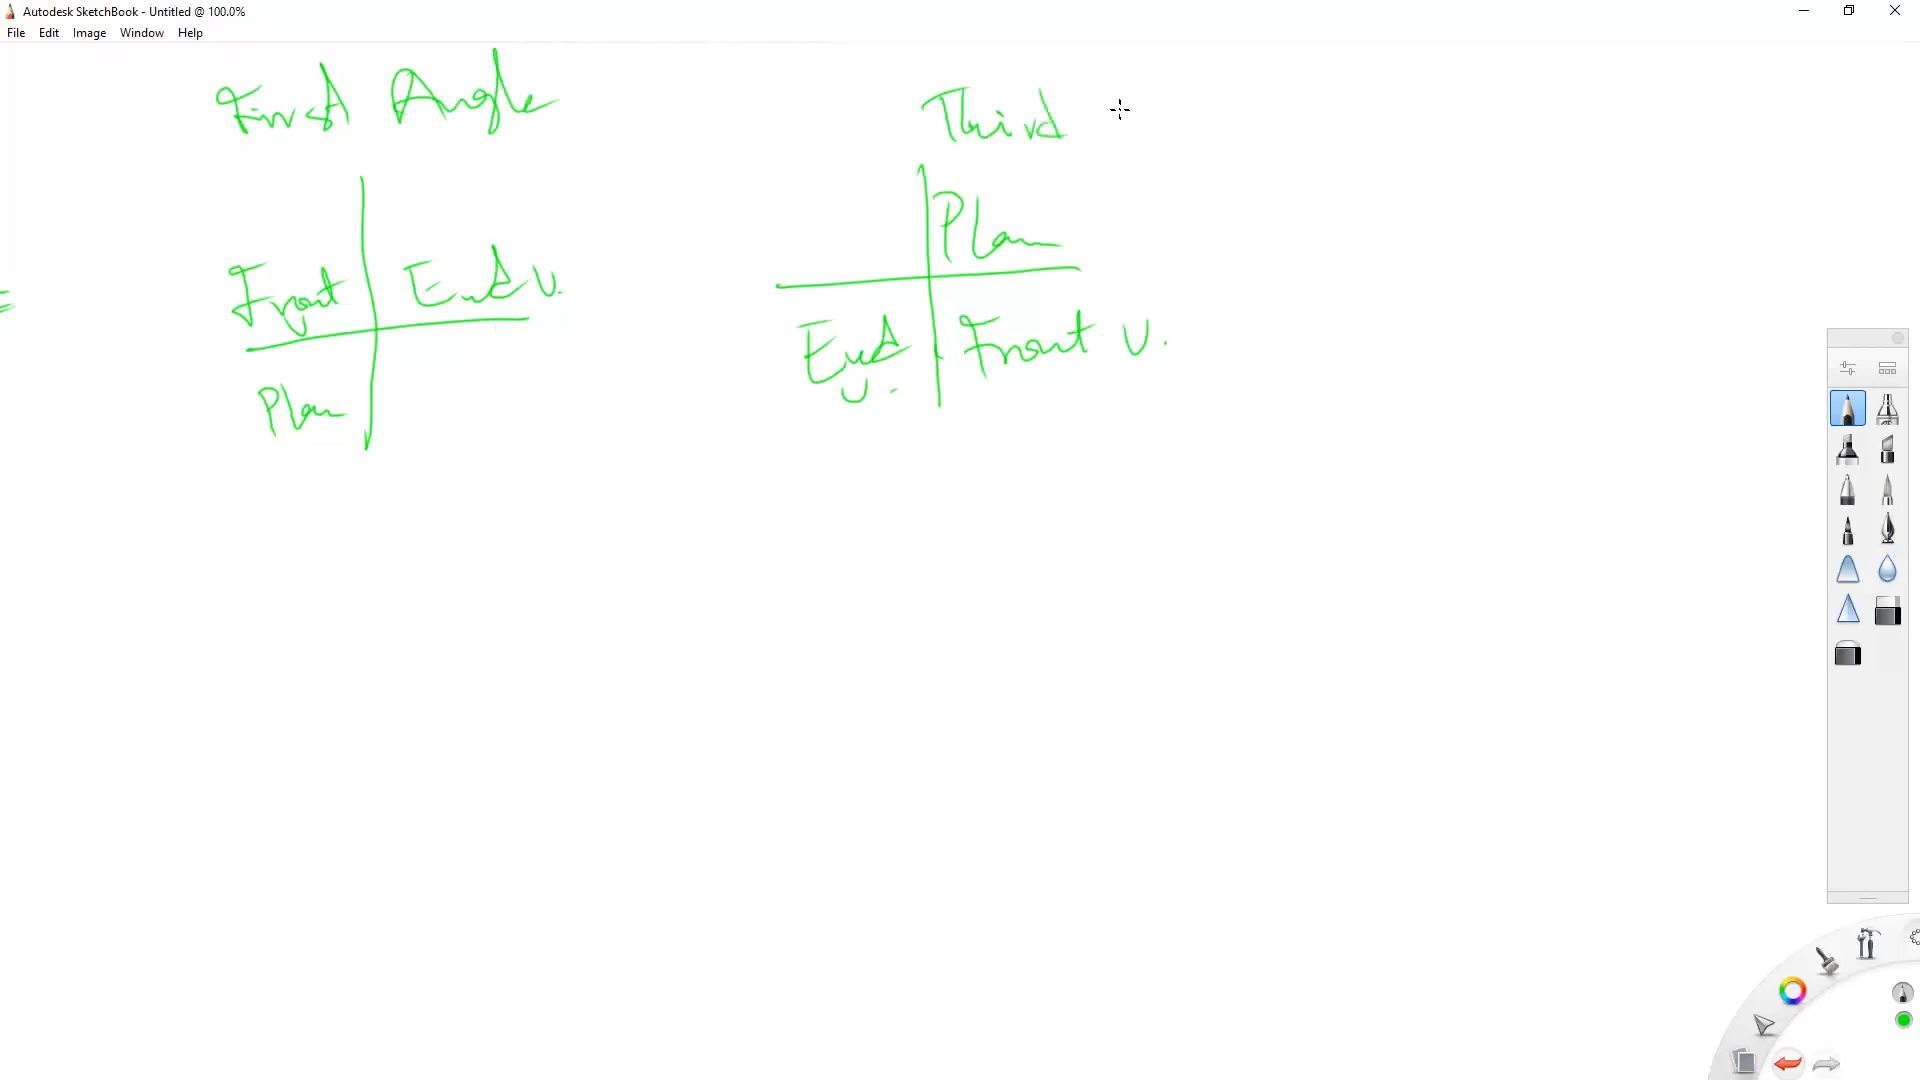 Autodesk SketchBook - Untitled @ 100.0%
File Edit Image Window Help
First Angle
Third
Plan
Front End V.
End Front V.
V.
Plan